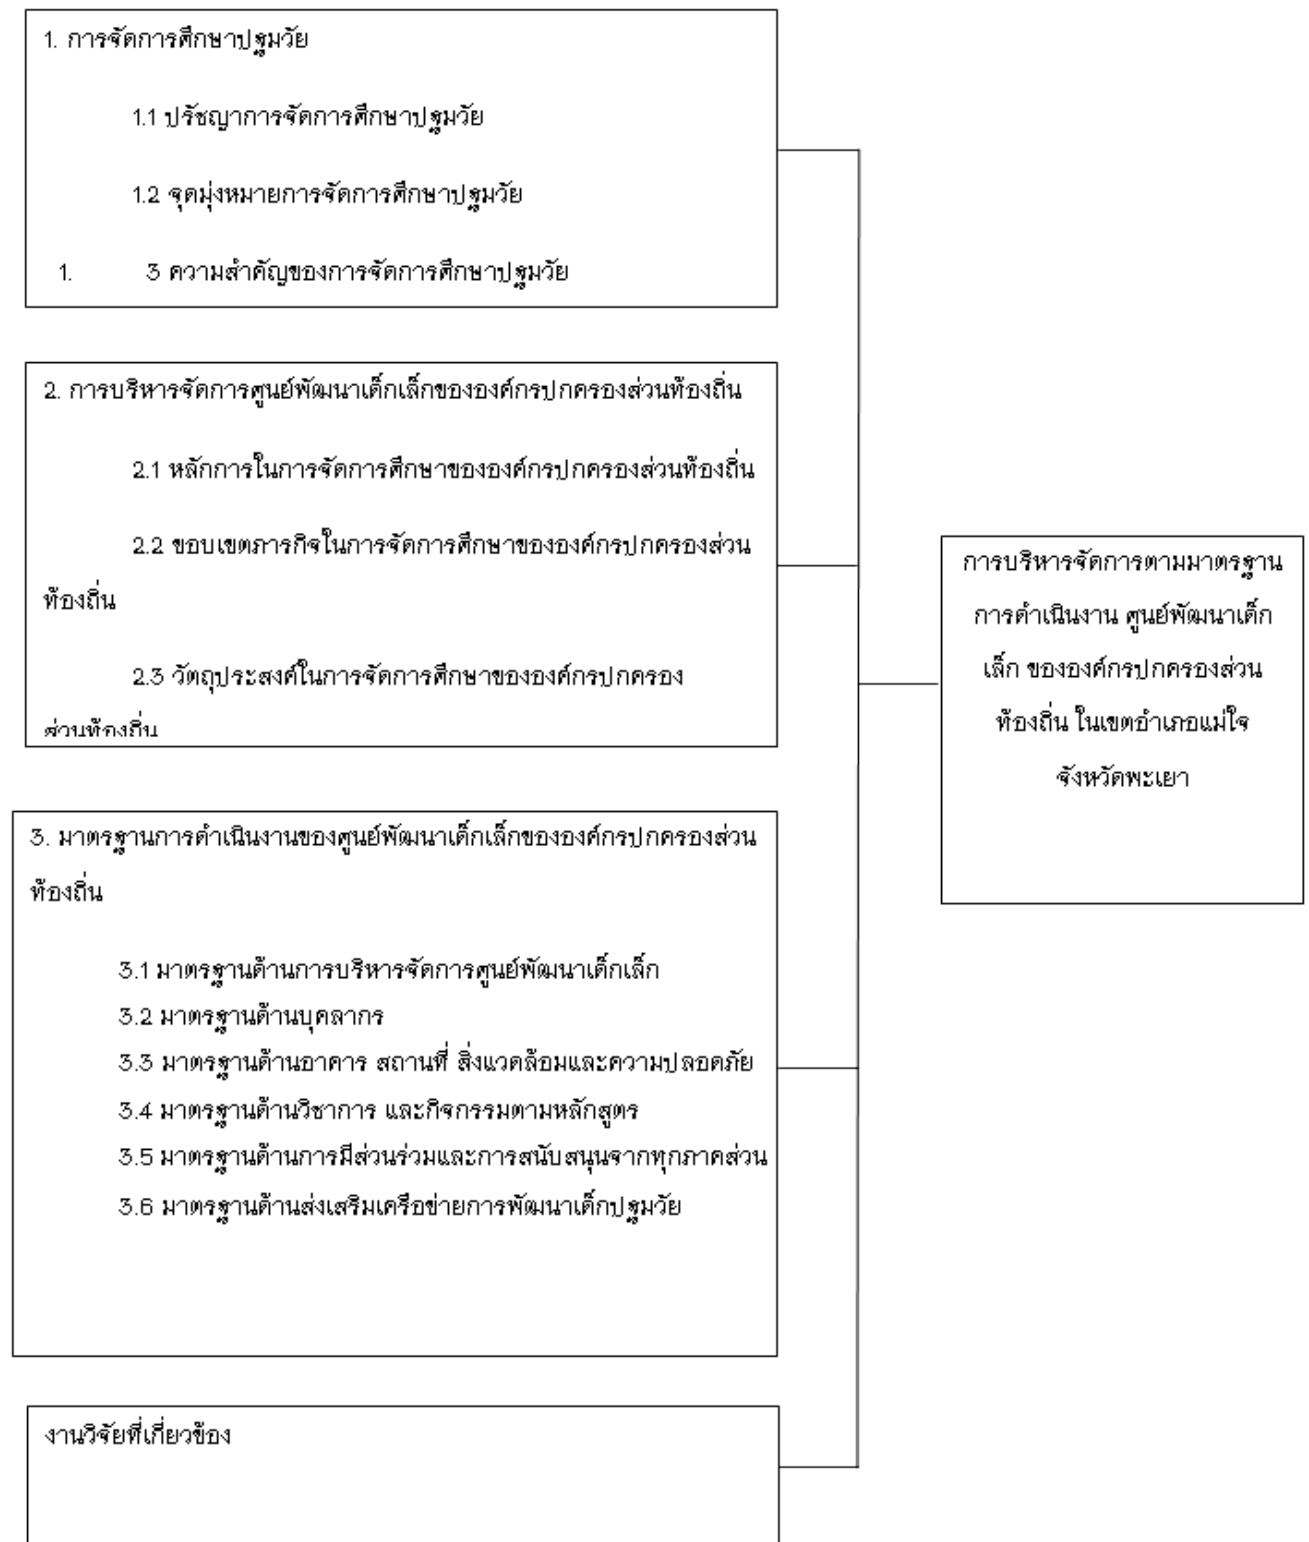 1. การจัดการศึกษาปฐมวัย
1.1 ปรัชญาการจัดการศึกษาปฐมวัย
1.2 จุดมุ่งหมายการจัดการศึกษาปฐมวัย
1. 3 ความสำคัญของการจัดการศึกษาปฐมวัย
2. การบริหารจัดการศูนย์พัฒนาเด็กเล็กขององค์กรปกครองส่วนท้องถิ่น
2.1 หลักการในการจัดการศึกษาขององค์กรปกครองส่วนท้องถิ่น
2.2 ขอบเขตภารกิจในการจัดการศึกษาขององค์กรปกครองส่วน
ท้องถิ่น
2.3 วัตถุประสงค์ในการจัดการศึกษาขององค์กรปกครอง
ส่วนท้องถิ่น
3. มาตรฐานการดำเนินงานของศูนย์พัฒนาเด็กเล็กขององค์กรปกครองส่วน
ท้องถิ่น
3.1 มาตรฐานด้านการบริหารจัดการศูนย์พัฒนาเด็กเล็ก
3.2 มาตรฐานด้านบุคลากร
3.3 มาตรฐานด้านอาคาร สถานที่ สิ่งแวดล้อมและความปลอดภัย
3.4 มาตรฐานด้านวิชาการ และกิจกรรมตามหลักสูตร
3.5 มาตรฐานด้านการมีส่วนร่วมและการสนับสนุนจากทุกภาคส่วน
3.6 มาตรฐานด้านส่งเสริมเครือข่ายการพัฒนาเด็กปฐมวัย
งานวิจัยที่เกี่ยวข้อง
การบริหารจัดการตามมาตรฐาน
การดำเนินงาน ศูนย์พัฒนาเด็ก
เล็ก ขององค์กรปกครองส่วน
ท้องถิ่น ในเขตอำเภอแม่ใจ
จังหวัดพะเยา